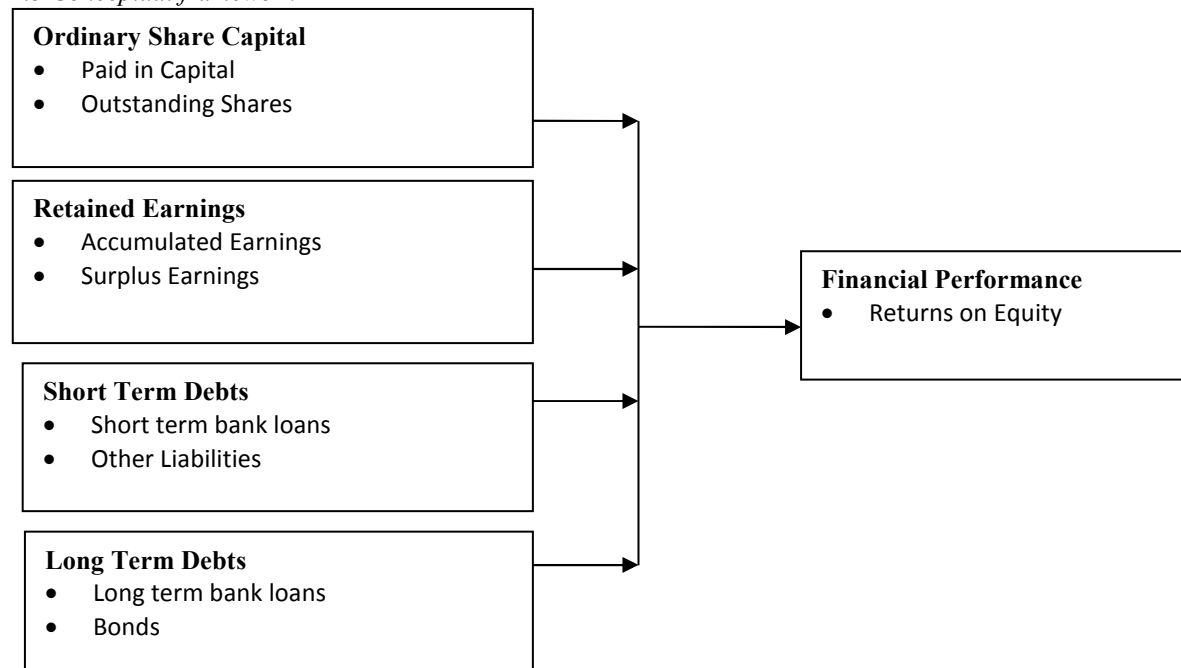 Ordinary Share Capital
• Paid in Capital
• Outstanding Shares
Retained Earnings
• Accumulated Earnings
• Surplus Earnings
Financial Performance
• Returns on Equity
Short Term Debts
• Short term bank loans
• Other Liabilities
Long Term Debts
• Long term bank loans
• Bonds